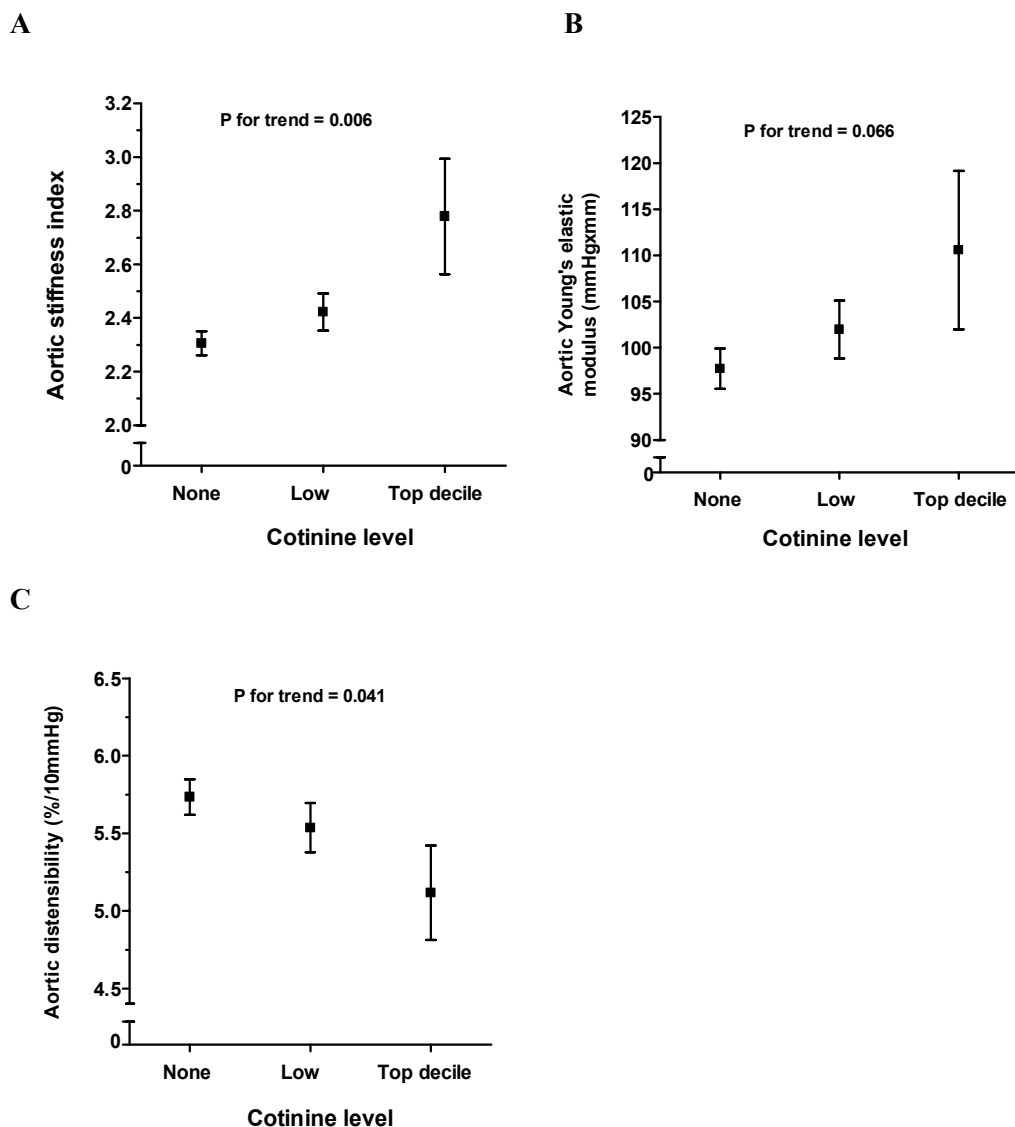 A
3.2
3.0
2.8
2.6
2.4
2.2
2.0
0
Aortic stiffness index
P for trend = 0.006
None Low Top decile
Cotinine level
B
125
120
115
110
105
100
95
90
0
Aortic Young's elastic
modulus (mmHgxmm)
P for trend = 0.066
None Low Top decile
Cotinine level
C
6.5
6.0
5.5
5.0
4.5
0
Aortic distensibility (%/10mmHg)
P for trend = 0.041
None Low Top decile
Cotinine level